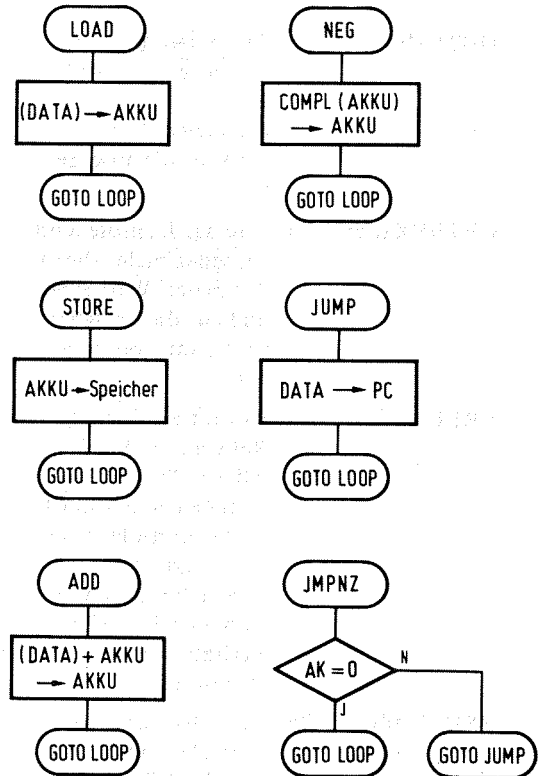 LOAD
(DATA) → AKKU
GOTO LOOP
NEG
COMPL (AKKU)
→ AKKU
GOTO LOOP
STORE
AKKU → Speicher
GOTO LOOP
JUMP
DATA → PC
GOTO LOOP
ADD
(DATA) + AKKU
→ AKKU
GOTO LOOP
JMPNZ
AK = 0
N
J
GOTO LOOP
GOTO JUMP